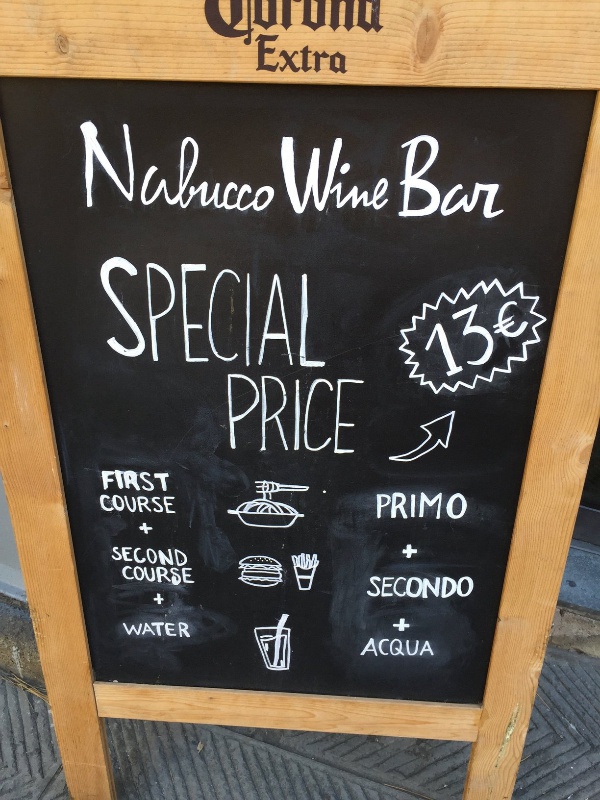 Corona
Extra
Nabucco Wine Bar
SPECIAL
PRICE
13€
FIRST
COURSE
+
SECOND
COURSE
+
WATER
PRIMO
+
SECONDO
+
ACQUA